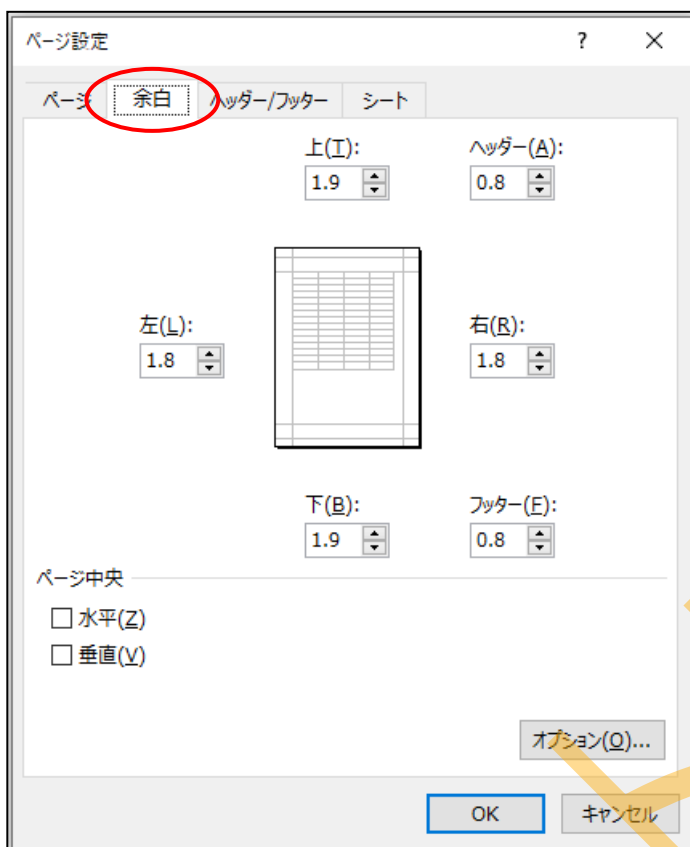 ページ設定 ? ×
ページ 余白 ヘッダー/フッター シート
上(T): ヘッダー(A):
1.9 0.8
左(L): 右(R):
1.8 1.8
下(B): フッター(F):
1.9 0.8
ページ中央
水平(Z)
垂直(V)
オプション(O)...
OK キャンセル